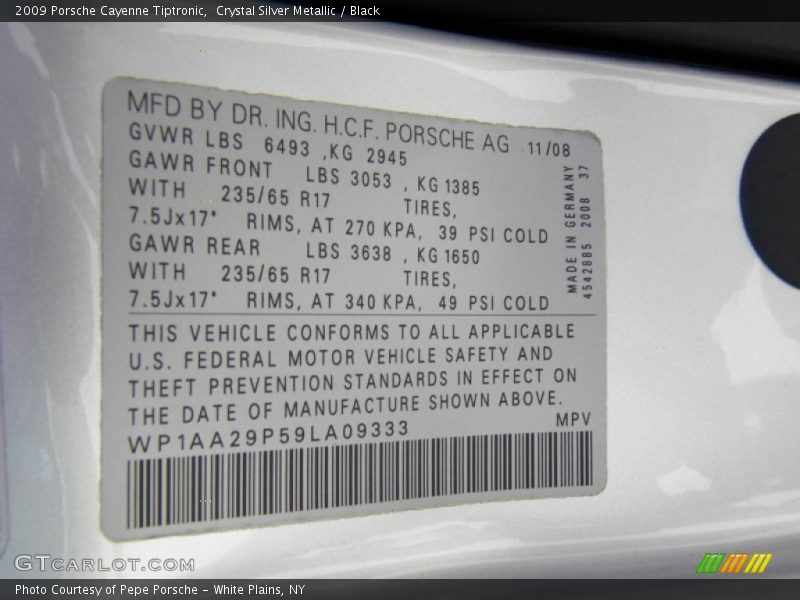 2009 Porsche Cayenne Tiptronic,  Crystal Silver Metallic / Black
MFD BY DR. ING. H.C.F. PORSCHE AG 11/08
GVWR LBS 6493 ,KG 2945
GAWR FRONT LBS 3053 , KG 1385
WITH 235/65 R17 TIRES,
7.5Jx17" RIMS, AT 270 KPA, 39 PSI COLD
GAWR REAR LBS 3638 , KG 1650
WITH 235/65 R17 TIRES,
7.5Jx17" RIMS, AT 340 KPA, 49 PSI COLD
MADE IN GERMANY
4542885 2008 37
THIS VEHICLE CONFORMS TO ALL APPLICABLE
U.S. FEDERAL MOTOR VEHICLE SAFETY AND
THEFT PREVENTION STANDARDS IN EFFECT ON
THE DATE OF MANUFACTURE SHOWN ABOVE.
WP1AA29P59LA09333 MPV
GTCARLOT.COM
Photo Courtesy of Pepe Porsche - White Plains, NY